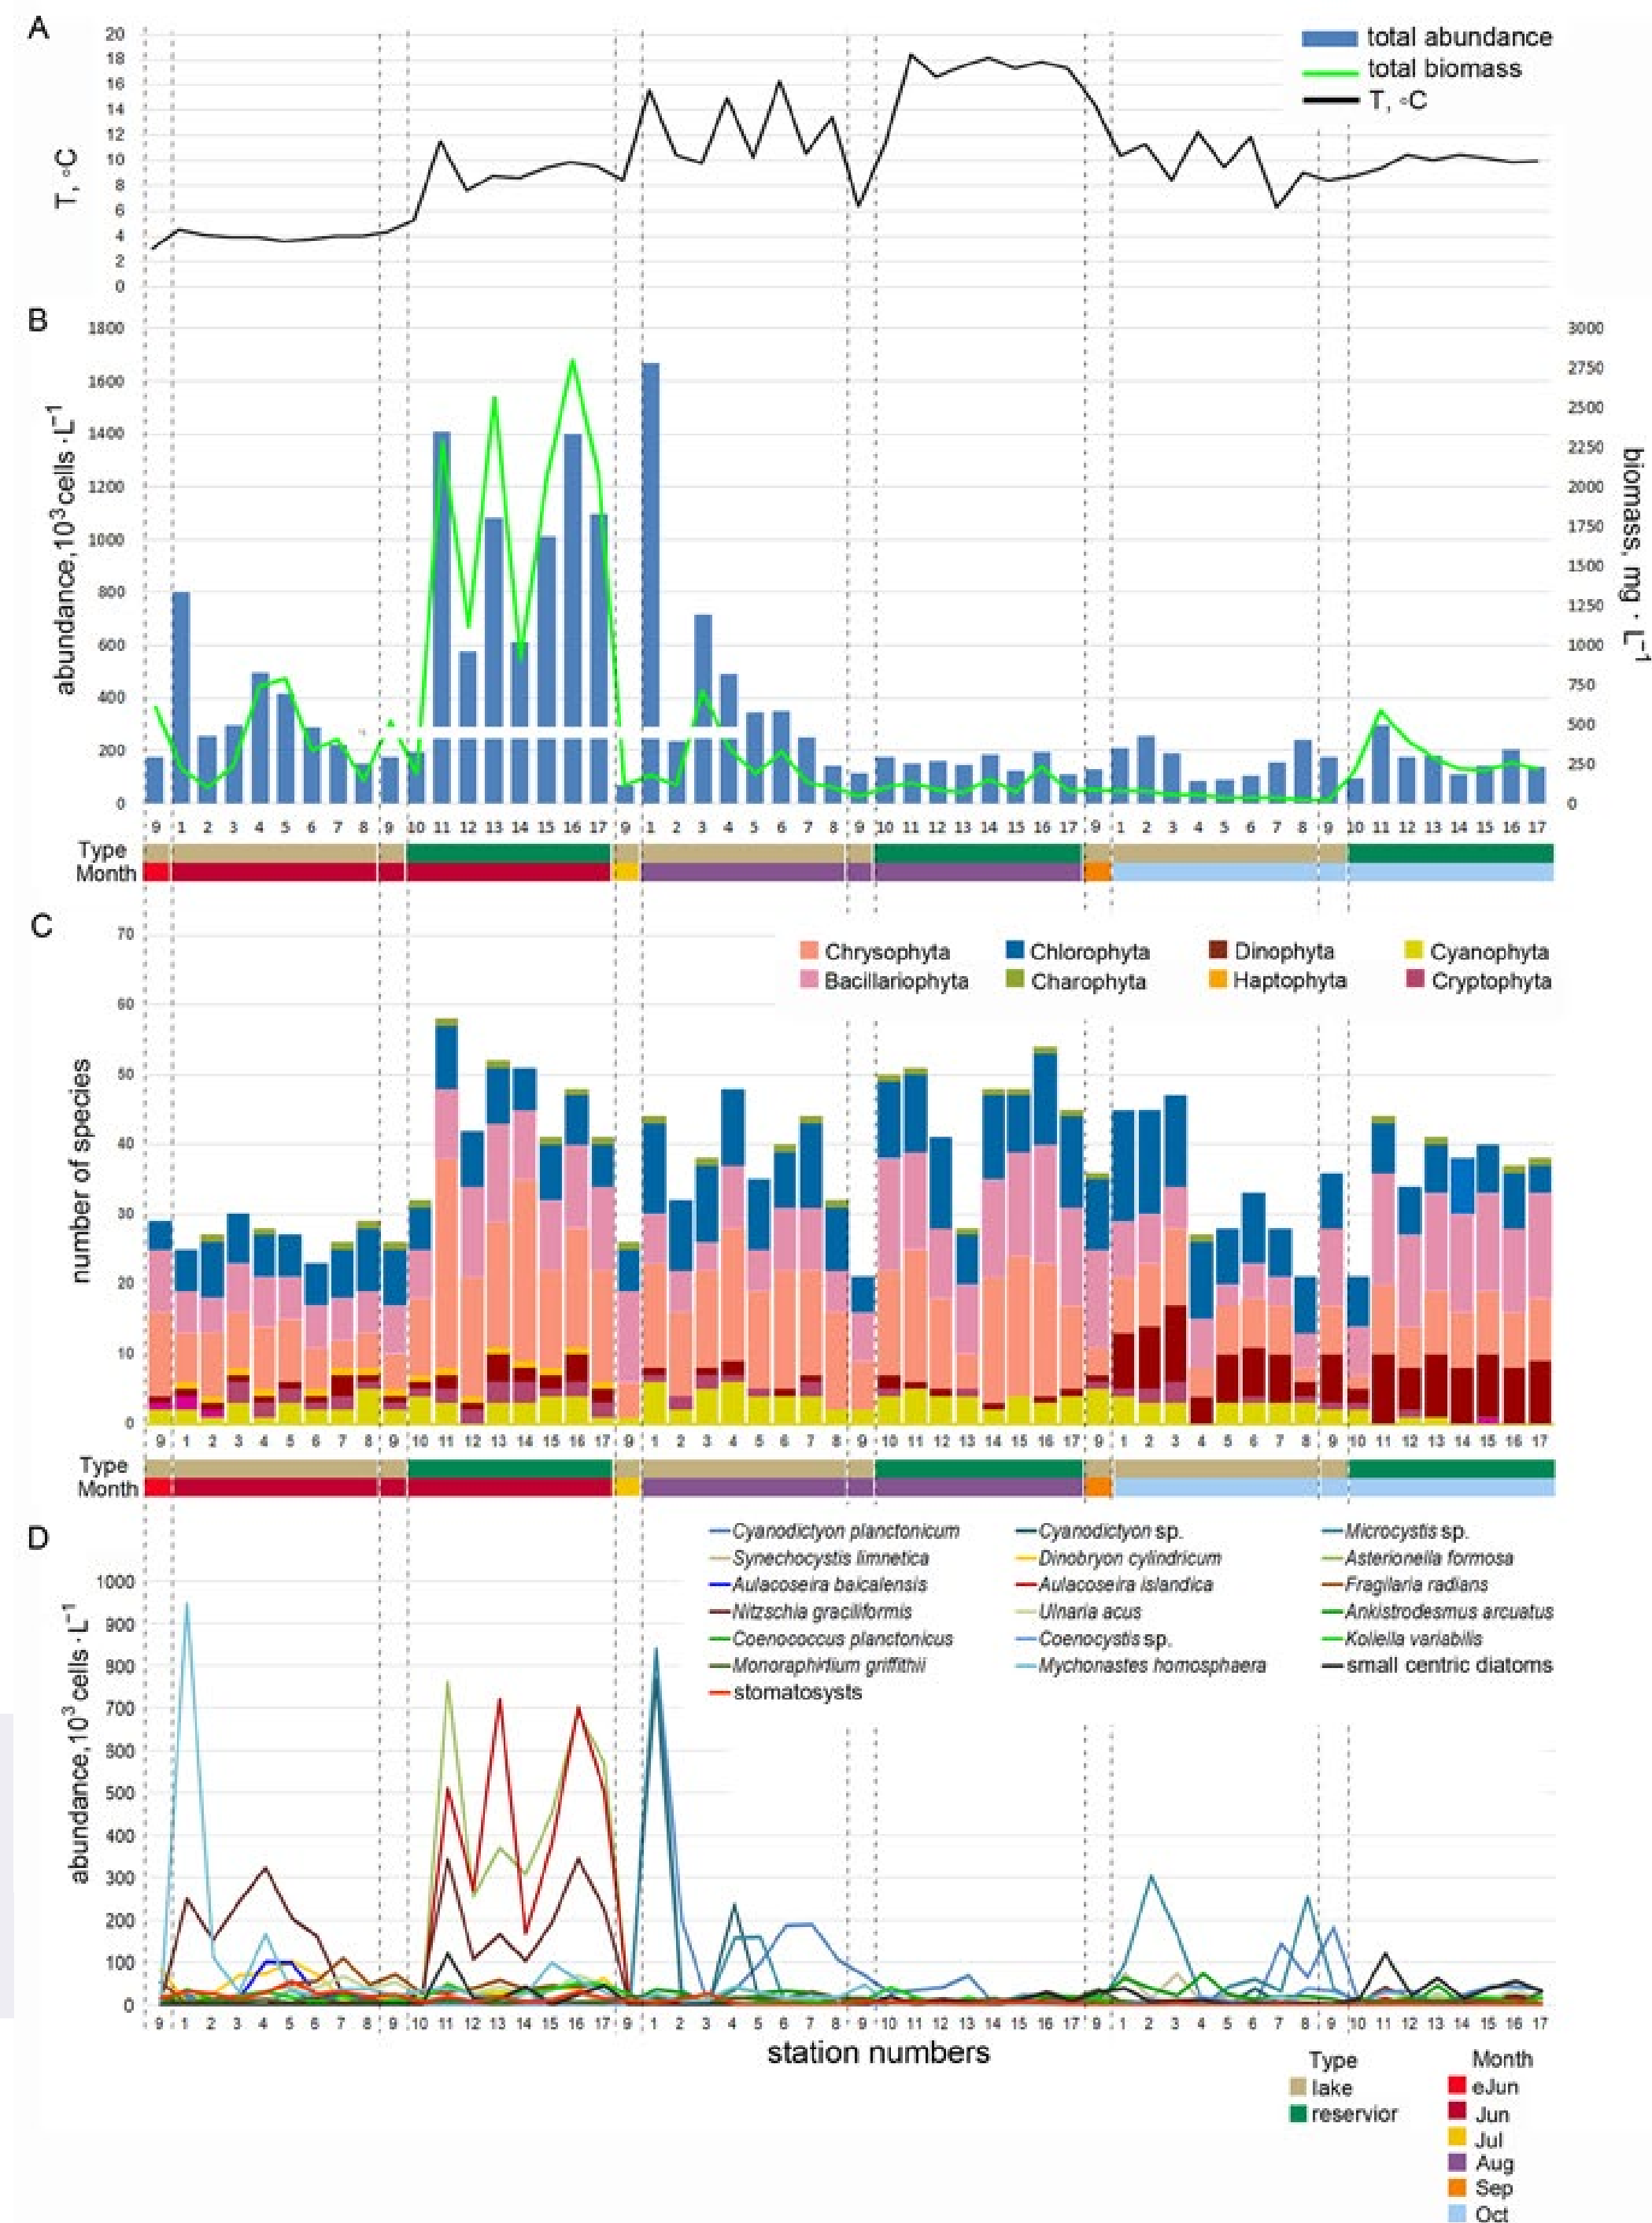 A
20
18
16
14
12
10
8
6
4
2
0
T, °C
total abundance
total biomass
T, °C
B
1800
1600
1400
1200
1000
800
600
400
200
0
abundance, 10³ cells · L⁻¹
3000
2750
2500
2250
2000
1750
1500
1250
1000
750
500
250
0
biomass, mg · L⁻¹
9 1 2 3 4 5 6 7 8 9 10 11 12 13 14 15 16 17 9 1 2 3 4 5 6 7 8 9 10 11 12 13 14 15 16 17 9 1 2 3 4 5 6 7 8 9 10 11 12 13 14 15 16 17
Type
Month
C
70
60
50
40
30
20
10
0
number of species
Chrysophyta Chlorophyta Dinophyta Cyanophyta
Bacillariophyta Charophyta Haptophyta Cryptophyta
9 1 2 3 4 5 6 7 8 9 10 11 12 13 14 15 16 17 9 1 2 3 4 5 6 7 8 9 10 11 12 13 14 15 16 17 9 1 2 3 4 5 6 7 8 9 10 11 12 13 14 15 16 17
Type
Month
D
1000
900
800
700
600
500
400
300
200
100
0
abundance, 10³ cells · L⁻¹
Cyanodictyon planctonicum Cyanodictyon sp. Microcystis sp.
Synechocystis limnetica Dinobryon cylindricum Asterionella formosa
Aulacoseira baicalensis Aulacoseira islandica Fragilaria radians
Nitzschia graciliformis Ulnaria acus Ankistrodesmus arcuatus
Coenococcus planctonicus Coenocystis sp. Koliella variabilis
Monoraphidium griffithii Mychonastes homosphaera small centric diatoms
stomatosysts
9 1 2 3 4 5 6 7 8 9 10 11 12 13 14 15 16 17 9 1 2 3 4 5 6 7 8 9 10 11 12 13 14 15 16 17 9 1 2 3 4 5 6 7 8 9 10 11 12 13 14 15 16 17
station numbers
Type
lake
reservior
Month
eJun
Jun
Jul
Aug
Sep
Oct